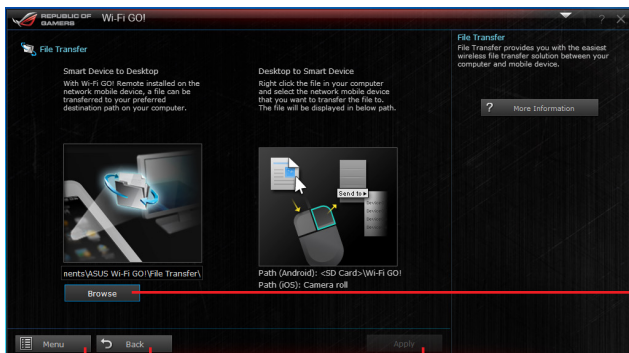 REPUBLIC OF
GAMERS
Wi-Fi GO!
?
File Transfer
Smart Device to Desktop
With Wi-Fi GO! Remote installed on the
network mobile device, a file can be
transferred to your preferred
destination path on your computer.
nents\ASUS Wi-Fi GO!\File Transfer\
Browse
Desktop to Smart Device
Right click the file in your computer
and select the network mobile device
that you want to transfer the file to.
The file will be displayed in below path.
Send to
Path (Android): <SD Card>\Wi-Fi GO!
Path (iOS): Camera roll
File Transfer
File Transfer provides you with the easiest
wireless file transfer solution between your
computer and mobile device.
? More Information
Menu
Back
Apply